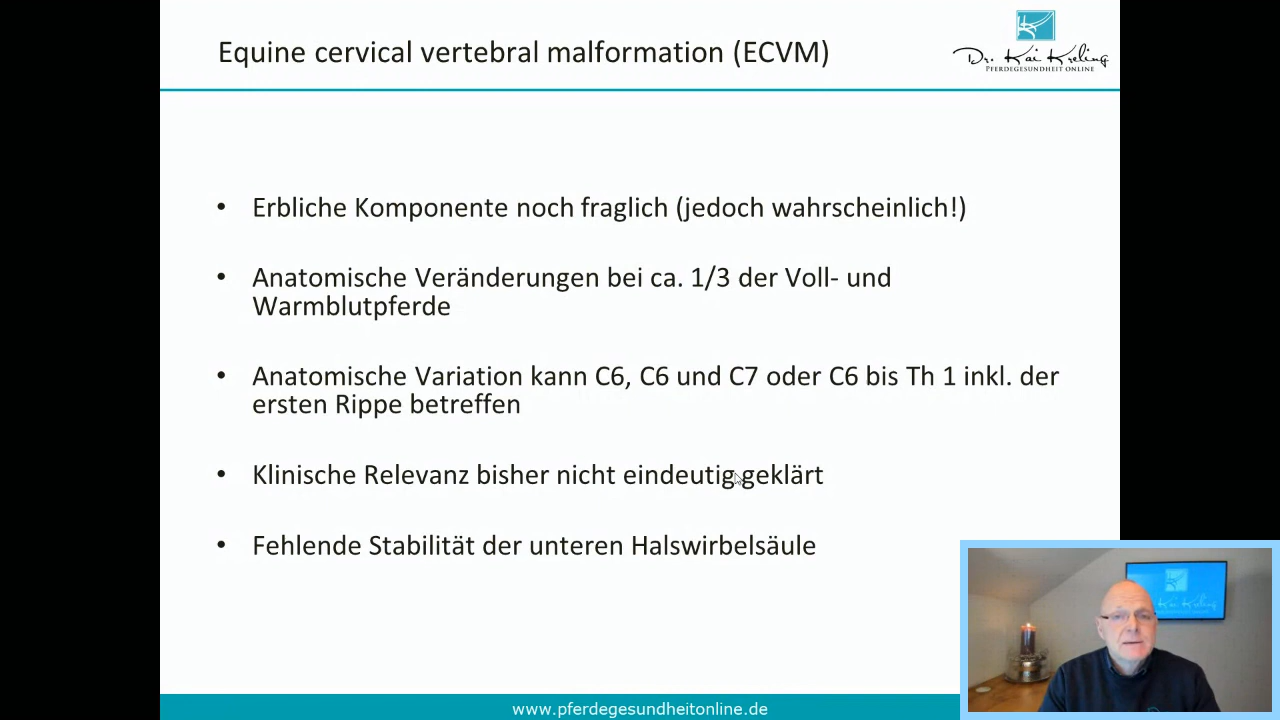 Equine cervical vertebral malformation (ECVM)
Dr. Kai Kreling
PFERDEGESUNDHEIT ONLINE
• Erbliche Komponente noch fraglich (jedoch wahrscheinlich!)
• Anatomische Veränderungen bei ca. 1/3 der Voll- und
Warmblutpferde
• Anatomische Variation kann C6, C6 und C7 oder C6 bis Th 1 inkl. der
ersten Rippe betreffen
• Klinische Relevanz bisher nicht eindeutig geklärt
• Fehlende Stabilität der unteren Halswirbelsäule
Kai Kreling
www.pferdegesundheitonline.de